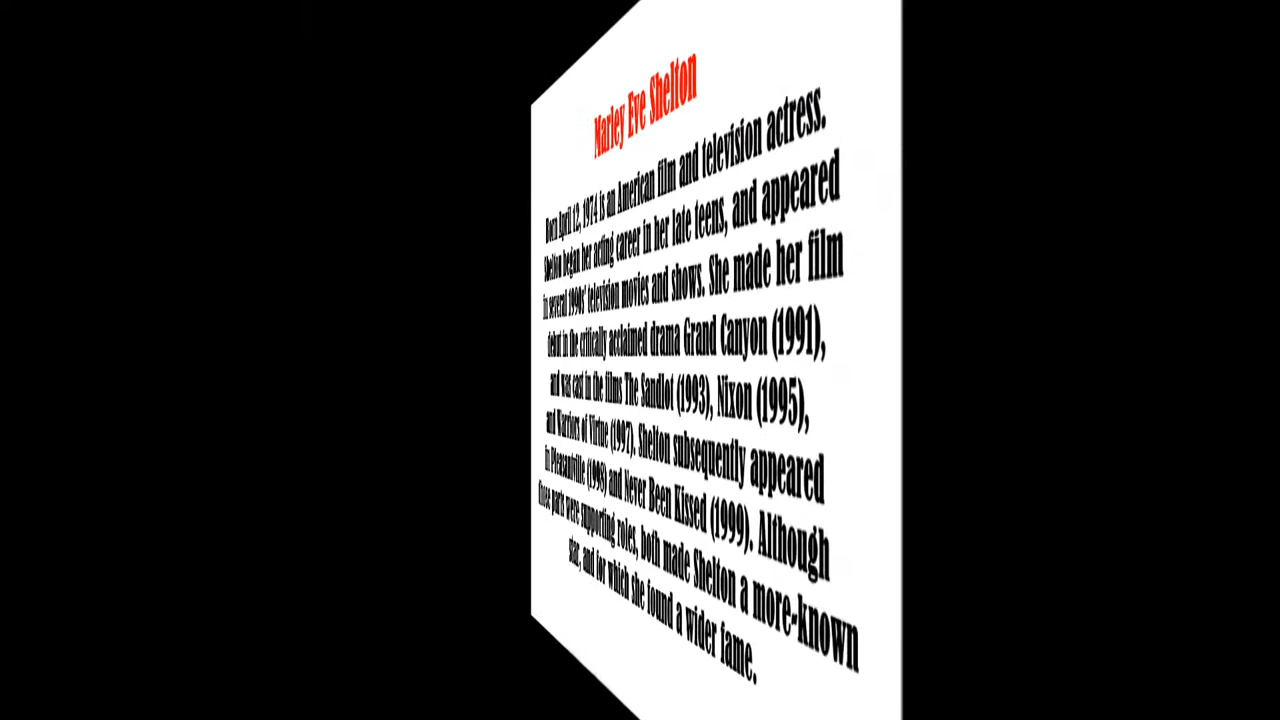 Marley Eve Shelton
Born April 12, 1974 is an American film and television actress.
Shelton began her acting career in her late teens, and appeared
in several 1990s' television movies and shows. She made her film
debut in the critically acclaimed drama Grand Canyon (1991),
and was cast in the films The Sandlot (1993), Nixon (1995),
and Warriors of Virtue (1997). Shelton subsequently appeared
in Pleasantville (1998) and Never Been Kissed (1999). Although
those parts were supporting roles, both made Shelton a more-known
star, and for which she found a wider fame.